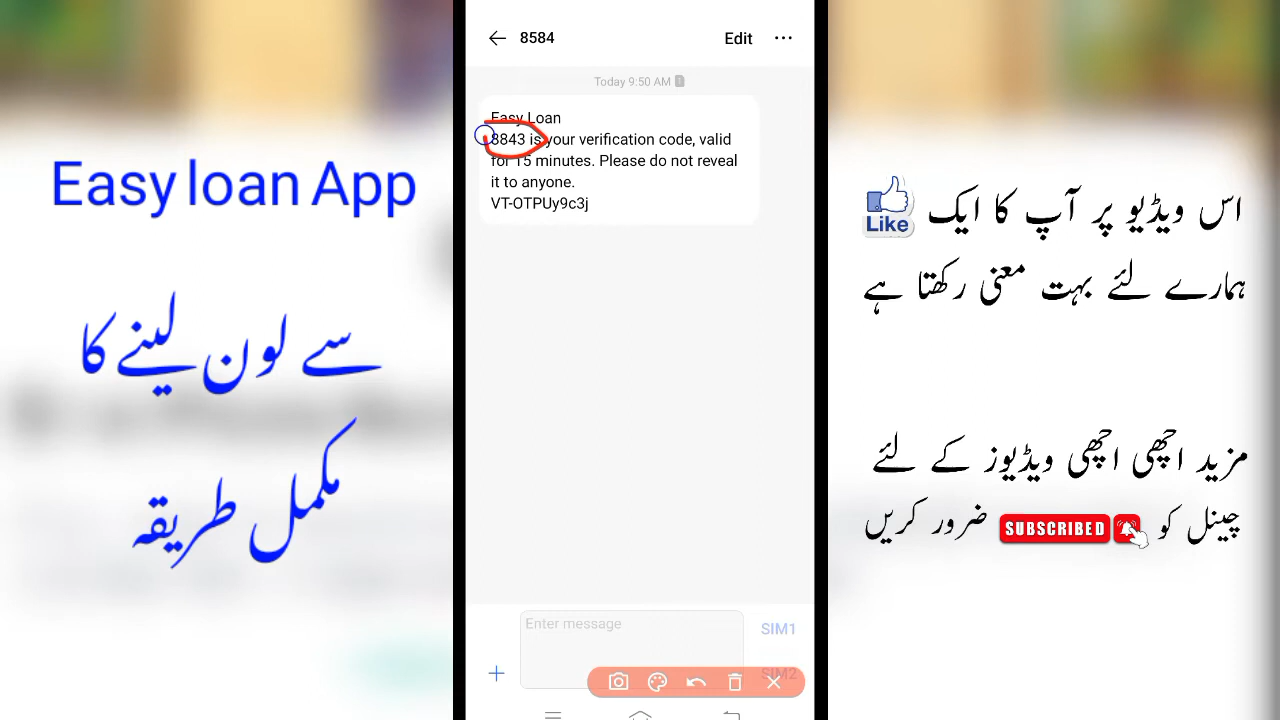 Easy loan App
سے لون لینے کا
مکمل طریقہ
8584
Edit
Today 9:50 AM
Easy Loan
8843 is your verification code, valid
for 15 minutes. Please do not reveal
it to anyone.
VT-OTPUy9c3j
Enter message
SIM1
SIM2
اس ویڈیو پر آپ کا ایک Like
ہمارے لئے بہت معنی رکھتا ہے
مزید اچھی اچھی ویڈیوز کے لئے
چینل کو SUBSCRIBED ضرور کریں